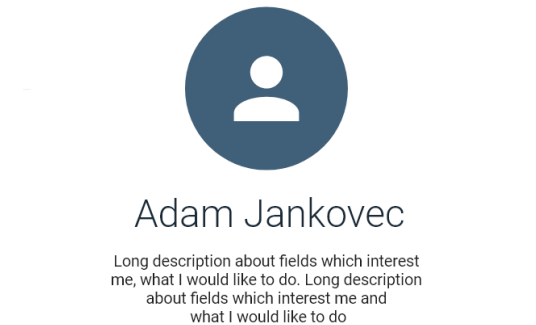 Adam Jankovec
Long description about fields which interest
me, what I would like to do. Long description
about fields which interest me and
what I would like to do